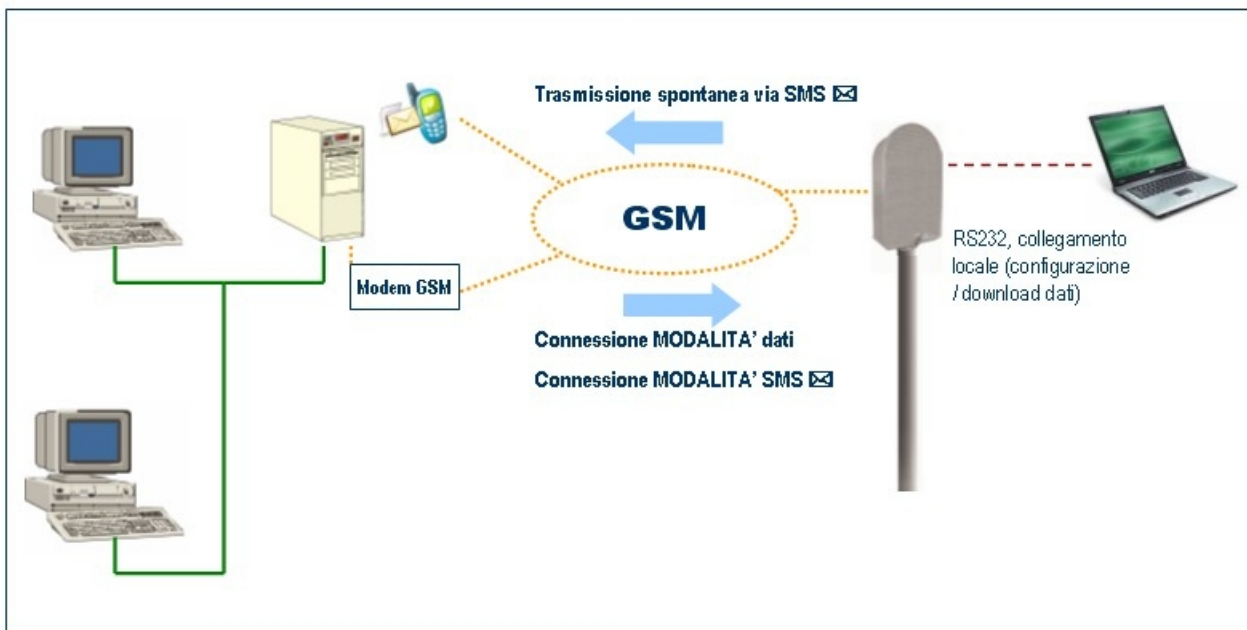 Trasmissione spontanea via SMS
GSM
RS232, collegamento
locale (configurazione
/ download dati)
Modem GSM
Connessione MODALITA' dati
Connessione MODALITA' SMS